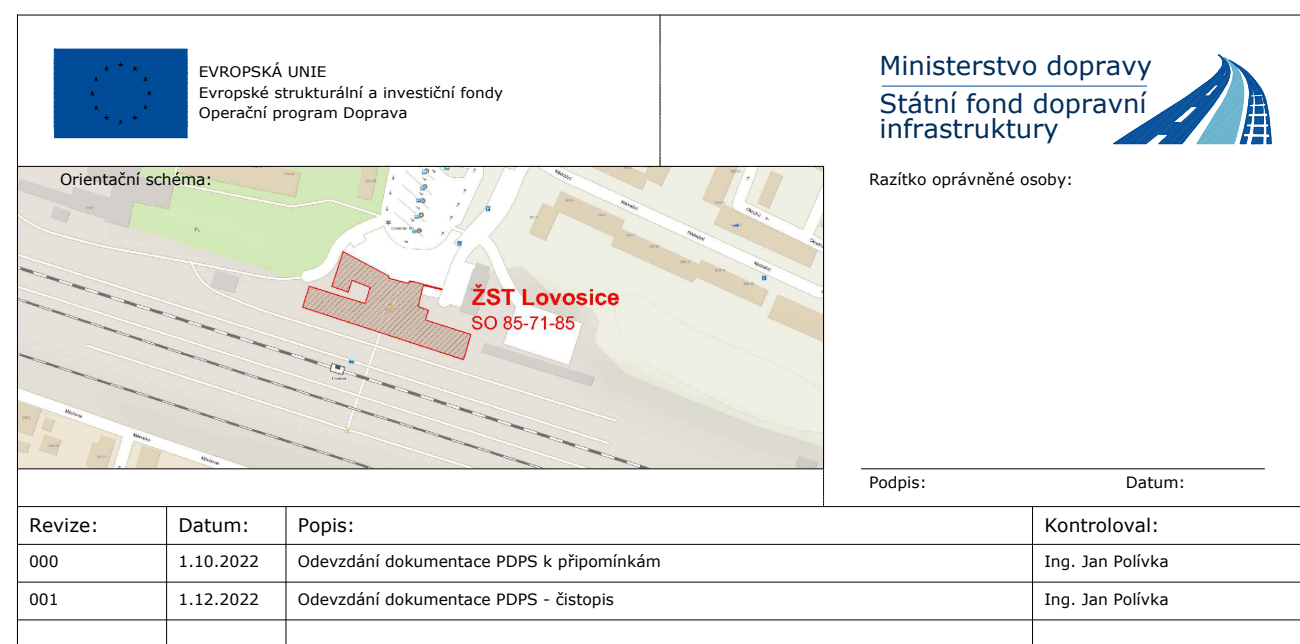 EVROPSKÁ UNIE
Evropské strukturální a investiční fondy
Operační program Doprava
Ministerstvo dopravy
Státní fond dopravní
infrastruktury
Orientační schéma:
ŽST Lovosice
SO 85-71-85
Razítko oprávněné osoby:
Podpis: Datum:
Revize: Datum: Popis: Kontroloval:
000 1.10.2022 Odevzdání dokumentace PDPS k připomínkám Ing. Jan Polívka
001 1.12.2022 Odevzdání dokumentace PDPS - čistopis Ing. Jan Polívka